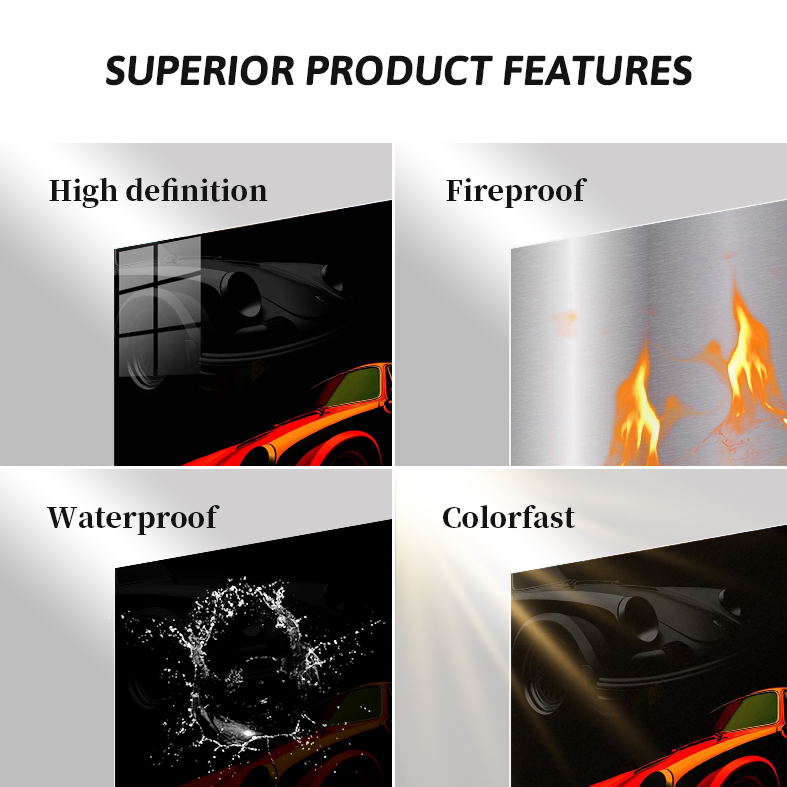 SUPERIOR PRODUCT FEATURES
High definition
Fireproof
Waterproof
Colorfast